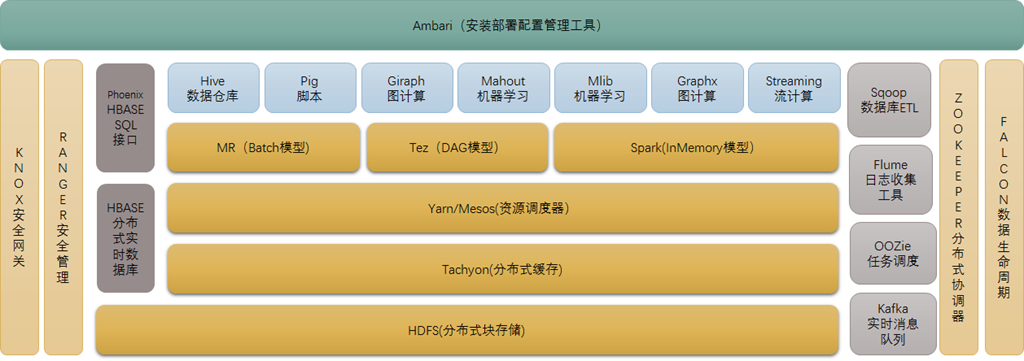 Ambari（安装部署配置管理工具）
KNOX安全网关
RANGER安全管理
Phoenix
HBASE
SQL
接口
HBASE
分布
式实
时数
据库
Hive
数据仓库
Pig
脚本
Giraph
图计算
Mahout
机器学习
Mlib
机器学习
Graphx
图计算
Streaming
流计算
MR（Batch模型)
Tez（DAG模型）
Spark(InMemory模型）
Yarn/Mesos(资源调度器）
Tachyon(分布式缓存)
HDFS(分布式块存储)
Sqoop
数据库ETL
Flume
日志收集
工具
OOZie
任务调度
Kafka
实时消息
队列
ZOOKEEPER分布式协调器
FALCON数据生命周期